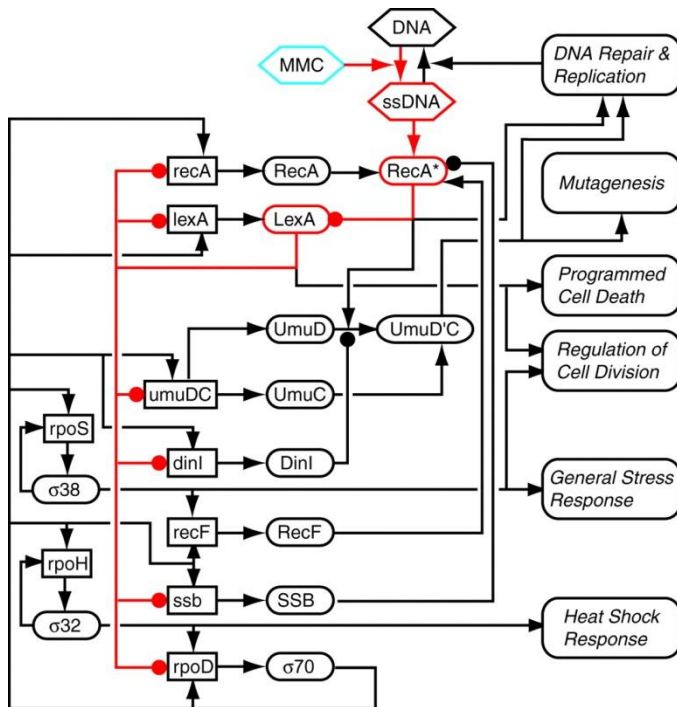 DNA
MMC
DNA Repair &
Replication
ssDNA
recA
RecA
RecA*
Mutagenesis
lexA
LexA
Programmed
Cell Death
UmuD
UmuD'C
Regulation of
Cell Division
umuDC
UmuC
rpoS
dinI
DinI
σ38
General Stress
Response
recF
RecF
rpoH
ssb
SSB
σ32
Heat Shock
Response
rpoD
σ70